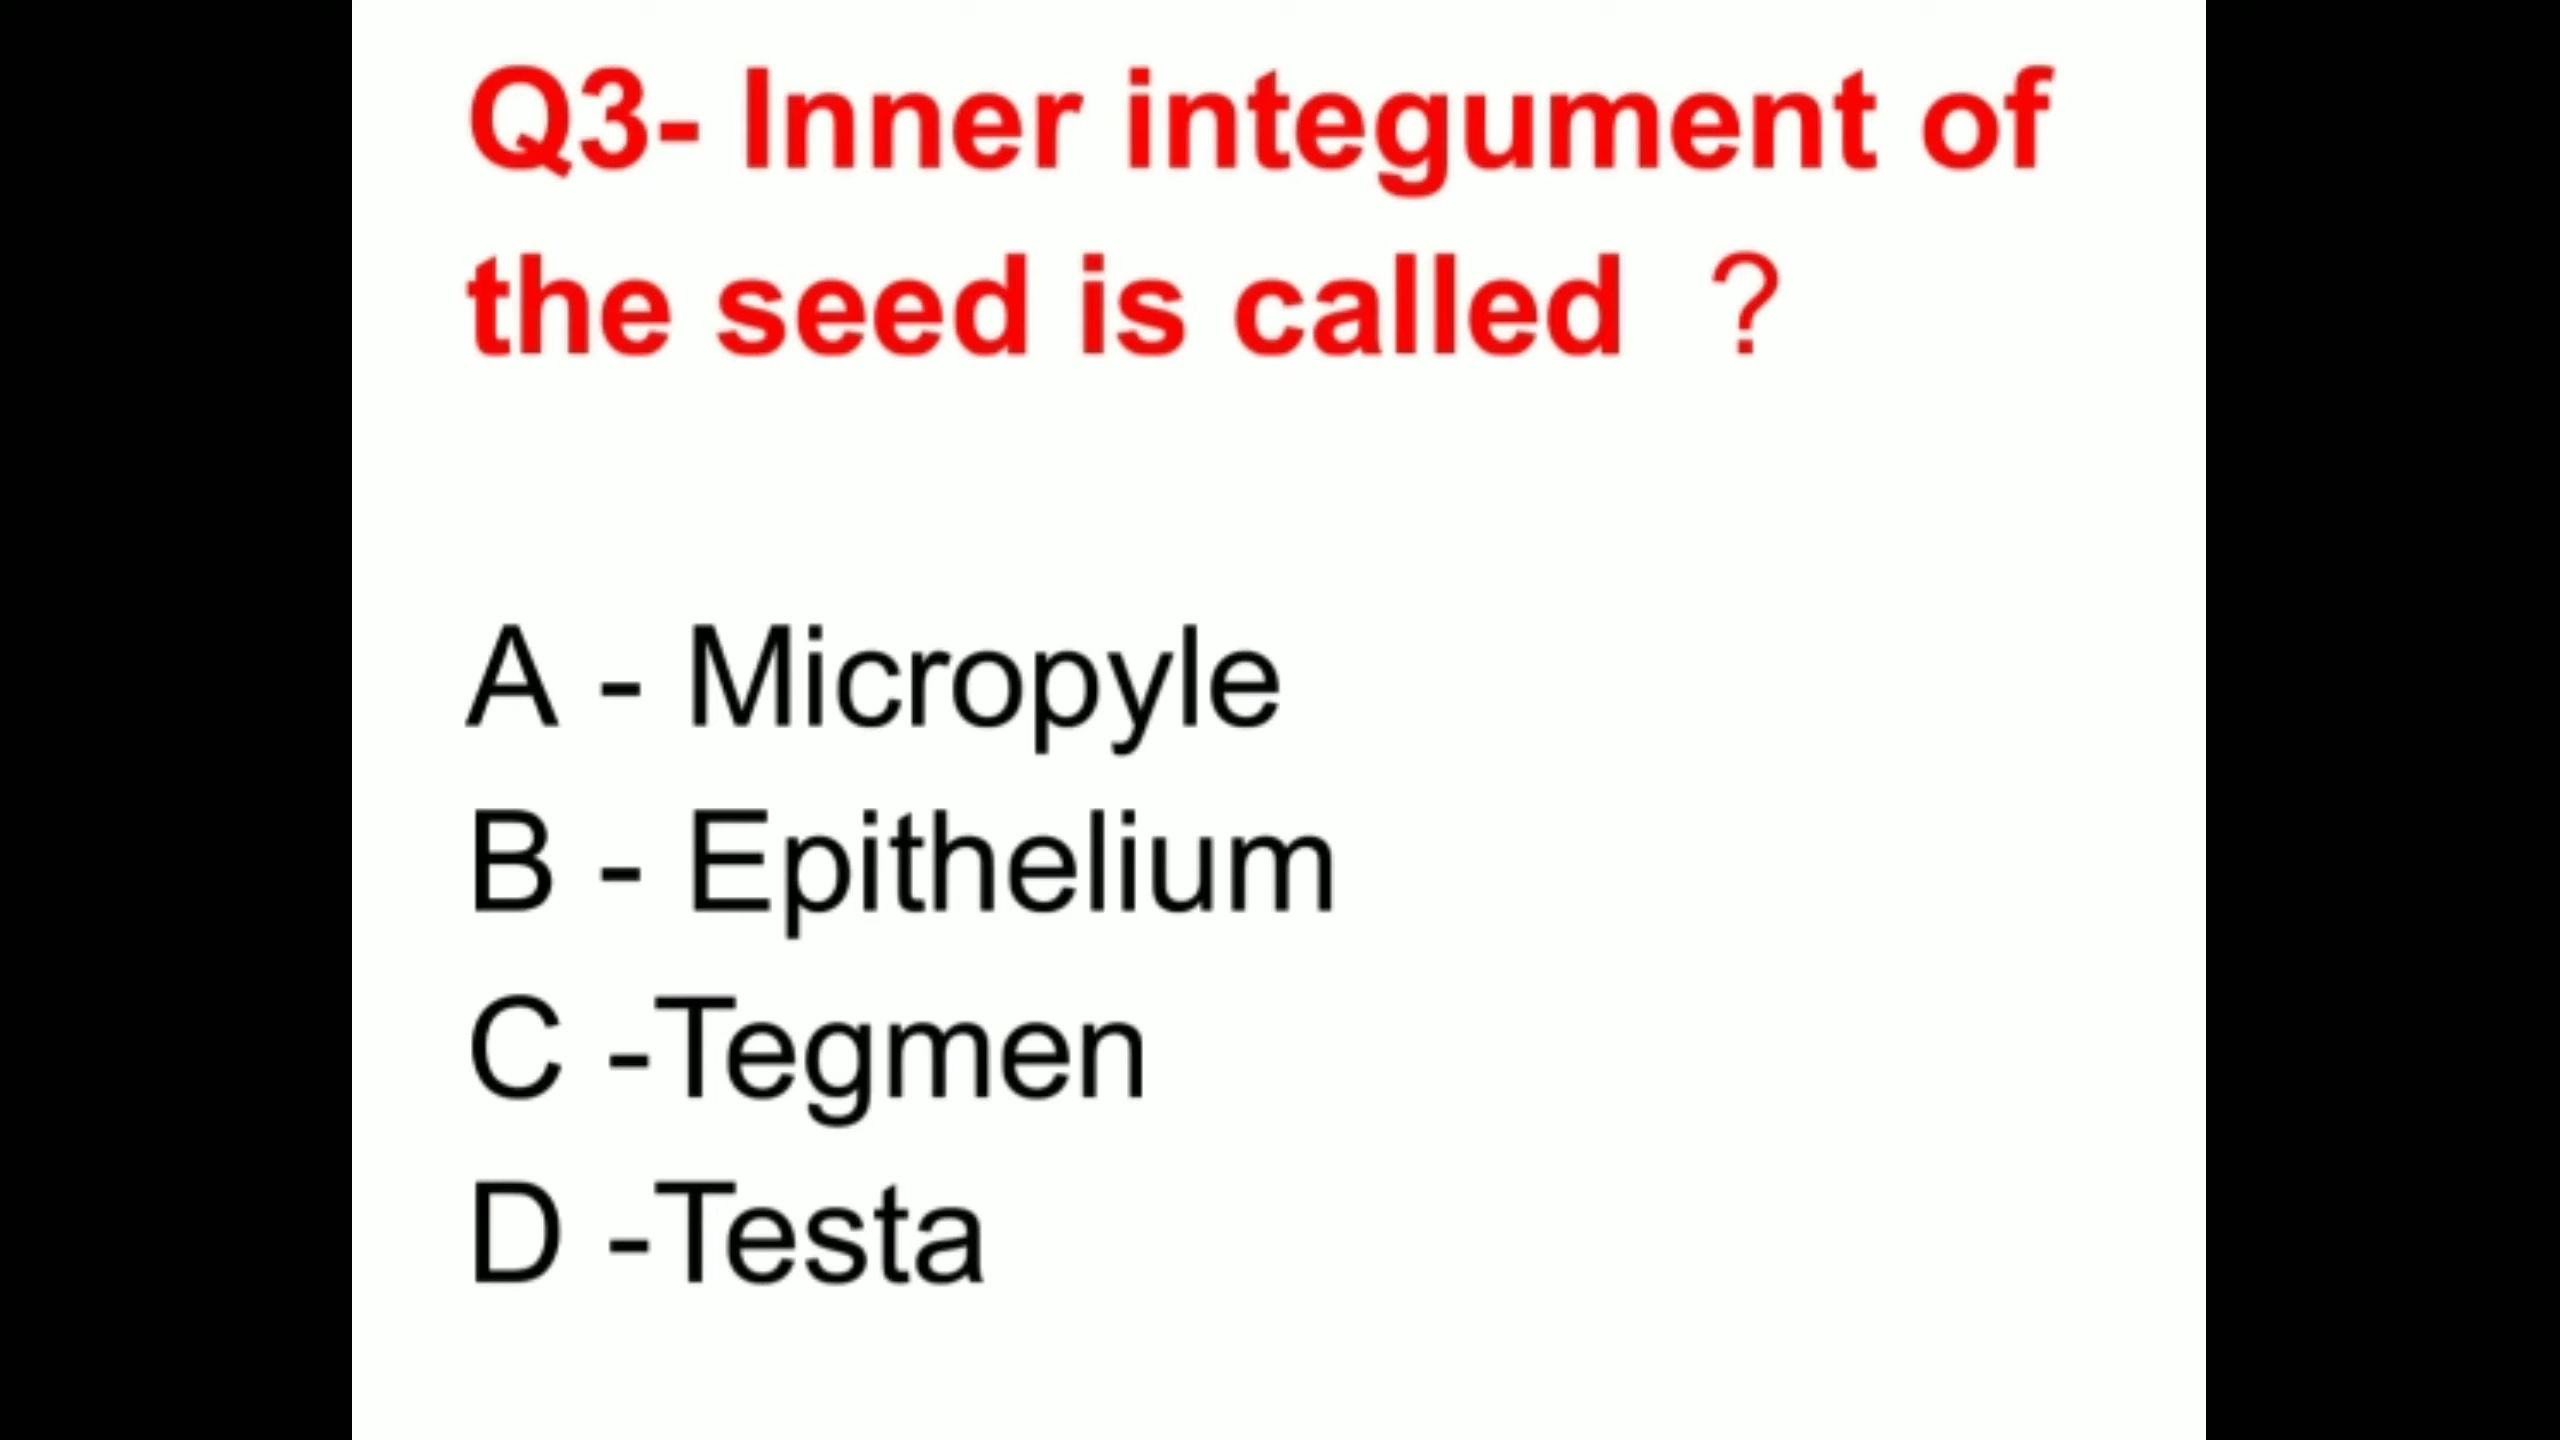 Q3- Inner integument of
the seed is called ?
A - Micropyle
B - Epithelium
C -Tegmen
D -Testa